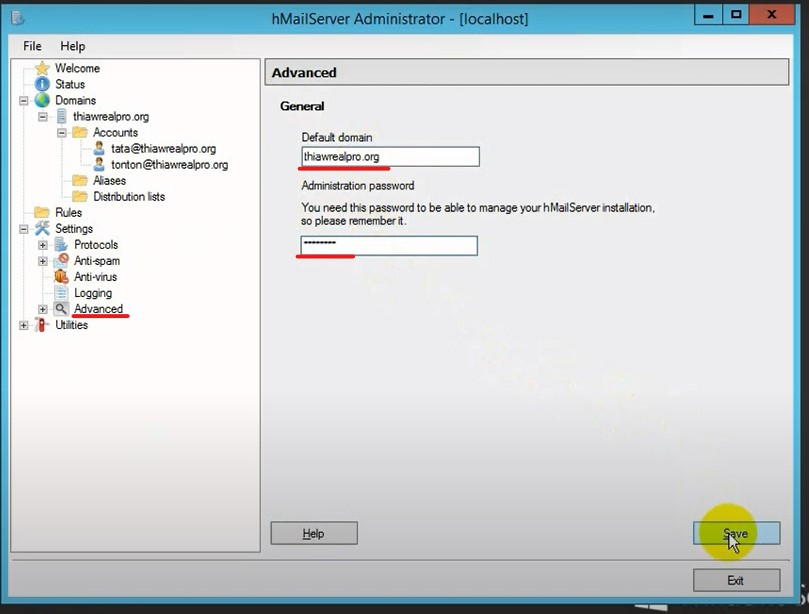 hMailServer Administrator - [localhost]
File Help
Welcome
Status
Domains
thiawrealpro.org
Accounts
tata@thiawrealpro.org
tonton@thiawrealpro.org
Aliases
Distribution lists
Rules
Settings
Protocols
Anti-spam
Anti-virus
Logging
Advanced
Utilities
Advanced
General
Default domain
thiawrealpro.org
Administration password
You need this password to be able to manage your hMailServer installation,
so please remember it.
********
Help
Save
Exit